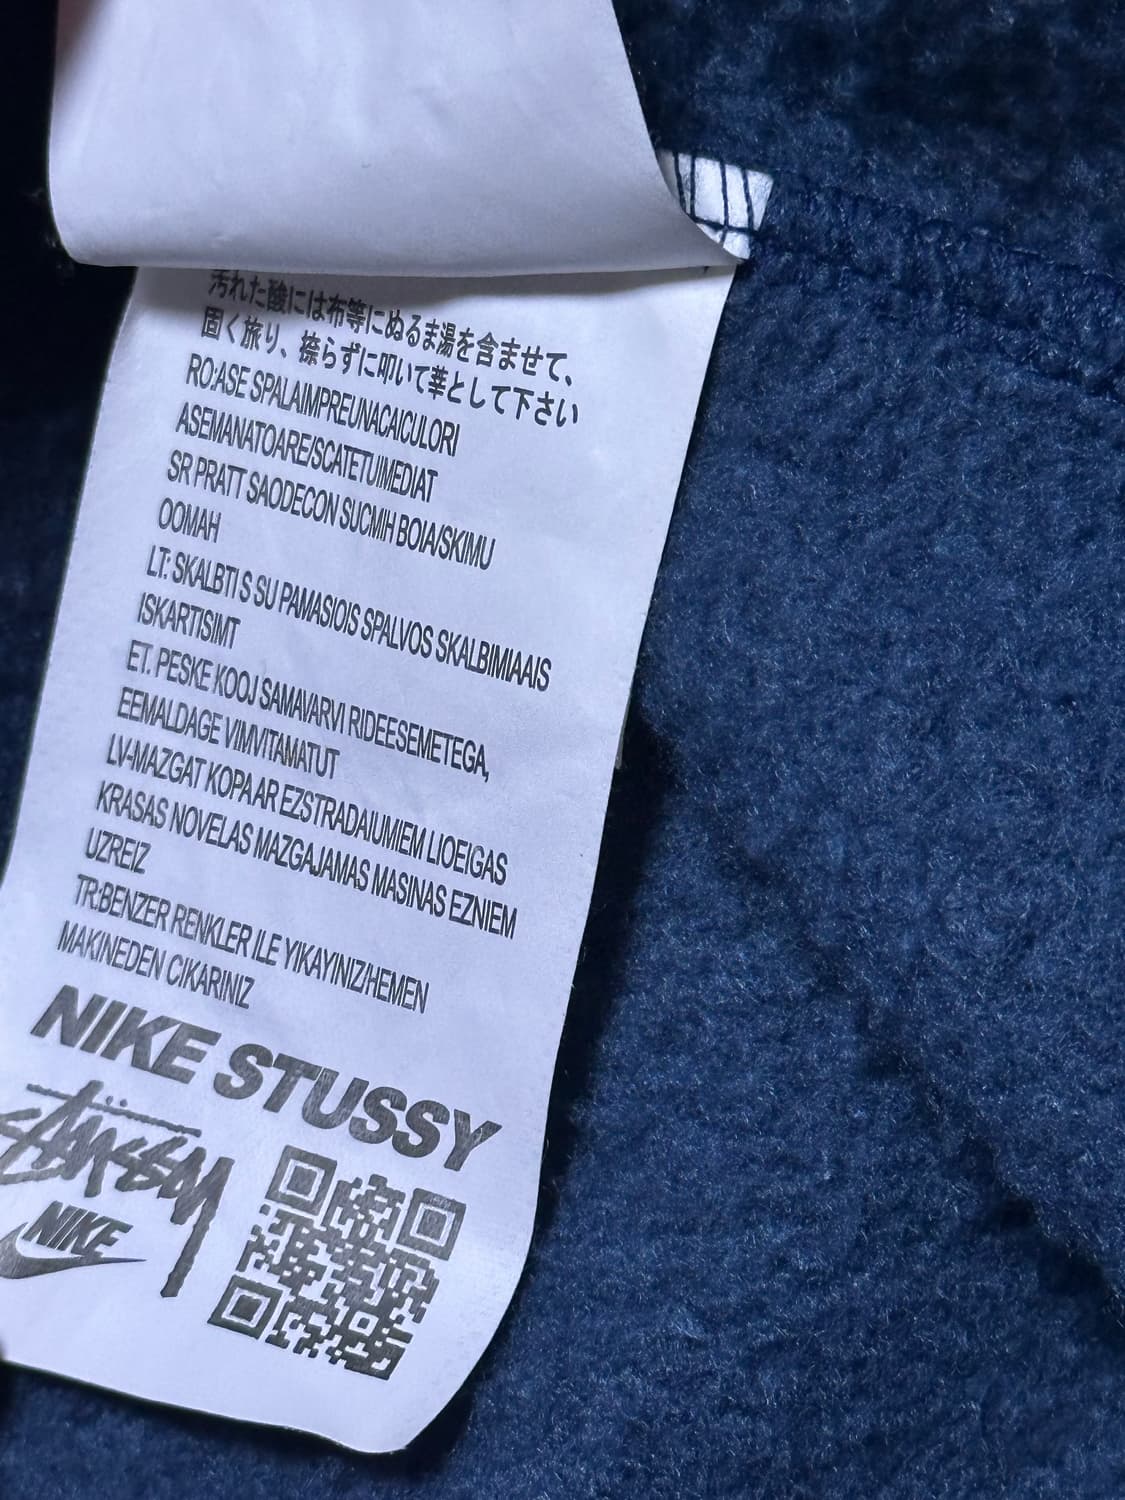 汚れた酸には布等にぬるま湯を含ませて、
固く旅り、捺らずに叩いて莘として下さい
RO:ASE SPALAIMPREUNACAICULORI
ASEMANATOARE/SCATETUIMEDIAT
SR PRATT SAODECON SUCMIH BOIA/SKIMU
OOMAH
LT: SKALBTI S SU PAMASIOIS SPALVOS SKALBIMIAAIS
ISKARTISIMT
ET. PESKE KOOJ SAMAVARVI RIDEESEMETEGA,
EEMALDAGE VIMVITAMATUT
LV-MAZGAT KOPA AR EZSTRADAIUMIEM LIOEIGAS
KRASAS NOVELAS MAZGAJAMAS MASINAS EZNIEM
UZREIZ
TR:BENZER RENKLER ILE YIKAYINIZ/HEMEN
MAKINEDEN CIKARINIZ
NIKE STUSSY
Stüssy
NIKE